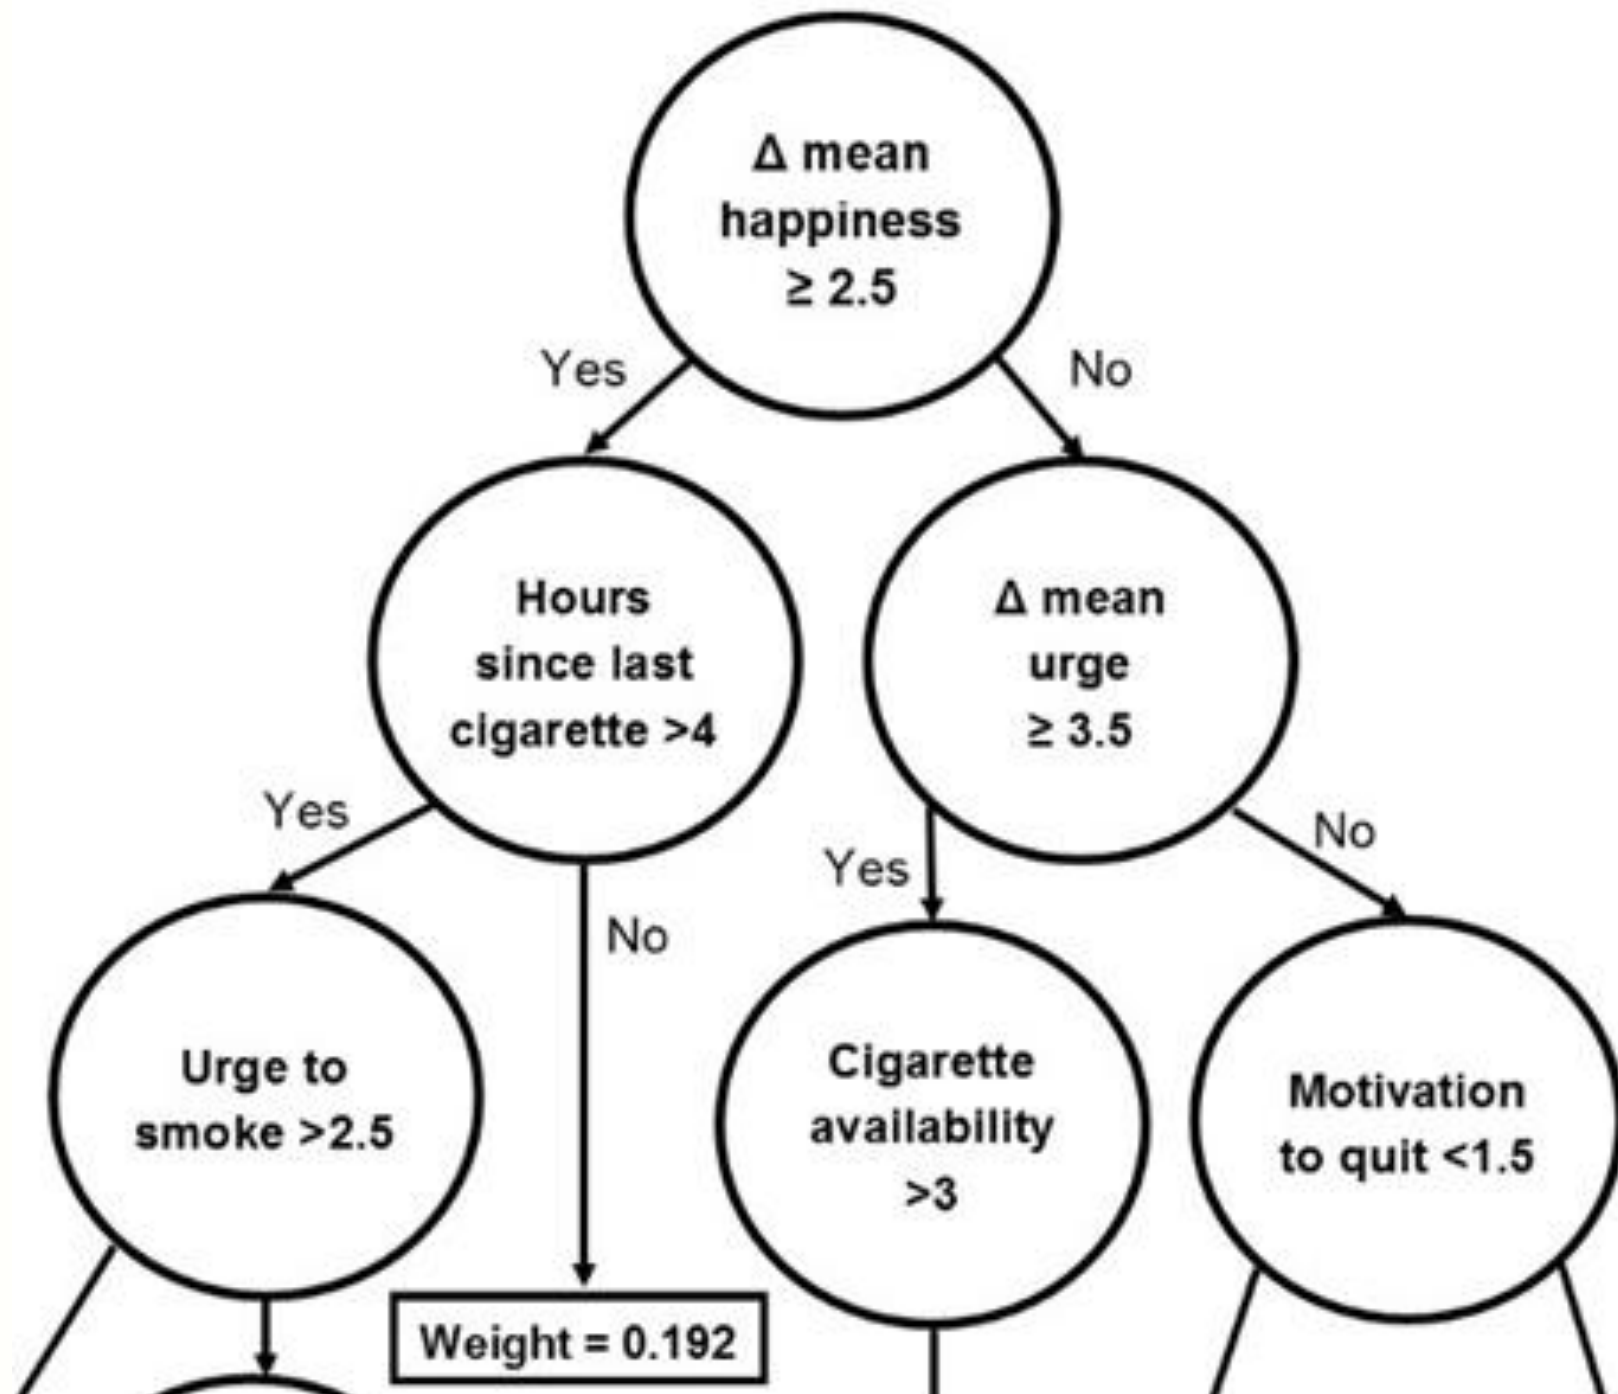 Δ mean
happiness
≥ 2.5
Yes
No
Hours
since last
cigarette >4
Δ mean
urge
≥ 3.5
Yes
No
Yes
No
Urge to
smoke >2.5
Cigarette
availability
>3
Motivation
to quit <1.5
Weight = 0.192